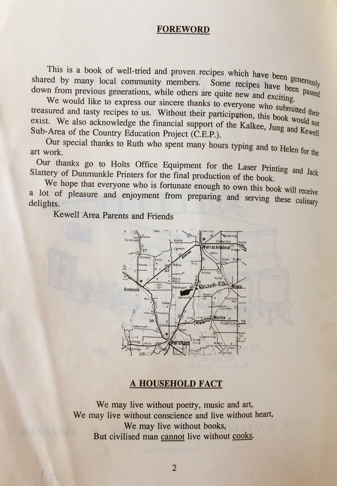 FOREWORD
This is a book of well-tried and proven recipes which have been generously
shared by many local community members. Some recipes have been passed
down from previous generations, while others are quite new and exciting.
We would like to express our sincere thanks to everyone who submitted their
treasured and tasty recipes to us. Without their participation, this book would not
exist. We also acknowledge the financial support of the Kalkee, Jung and Kewell
Sub-Area of the Country Education Project (C.E.P.).
Our special thanks to Ruth who spent many hours typing and to Helen for the
art work.
Our thanks go to Holts Office Equipment for the Laser Printing and Jack
Slattery of Dunmunkle Printers for the final production of the book.
We hope that everyone who is fortunate enough to own this book will receive
a lot of pleasure and enjoyment from preparing and serving these culinary
delights.
Kewell Area Parents and Friends
Warracknabeal
Dimboola
Murtoa
Horsham
A HOUSEHOLD FACT
We may live without poetry, music and art,
We may live without conscience and live without heart,
We may live without books,
But civilised man cannot live without cooks.
2